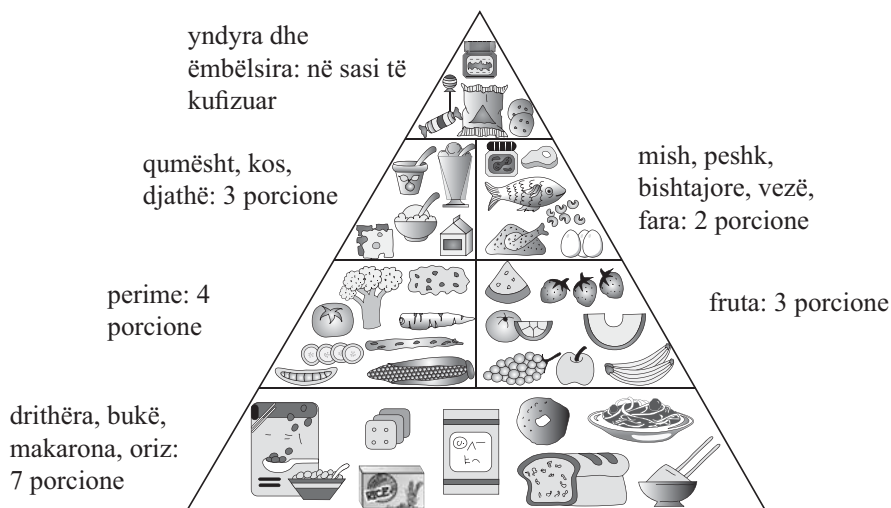 yndyra dhe
ëmbëlsira: në sasi të
kufizuar
qumësht, kos,
djathë: 3 porcione
mish, peshk,
bishtajore, vezë,
fara: 2 porcione
perime: 4
porcione
fruta: 3 porcione
drithëra, bukë,
makarona, oriz:
7 porcione
RICE